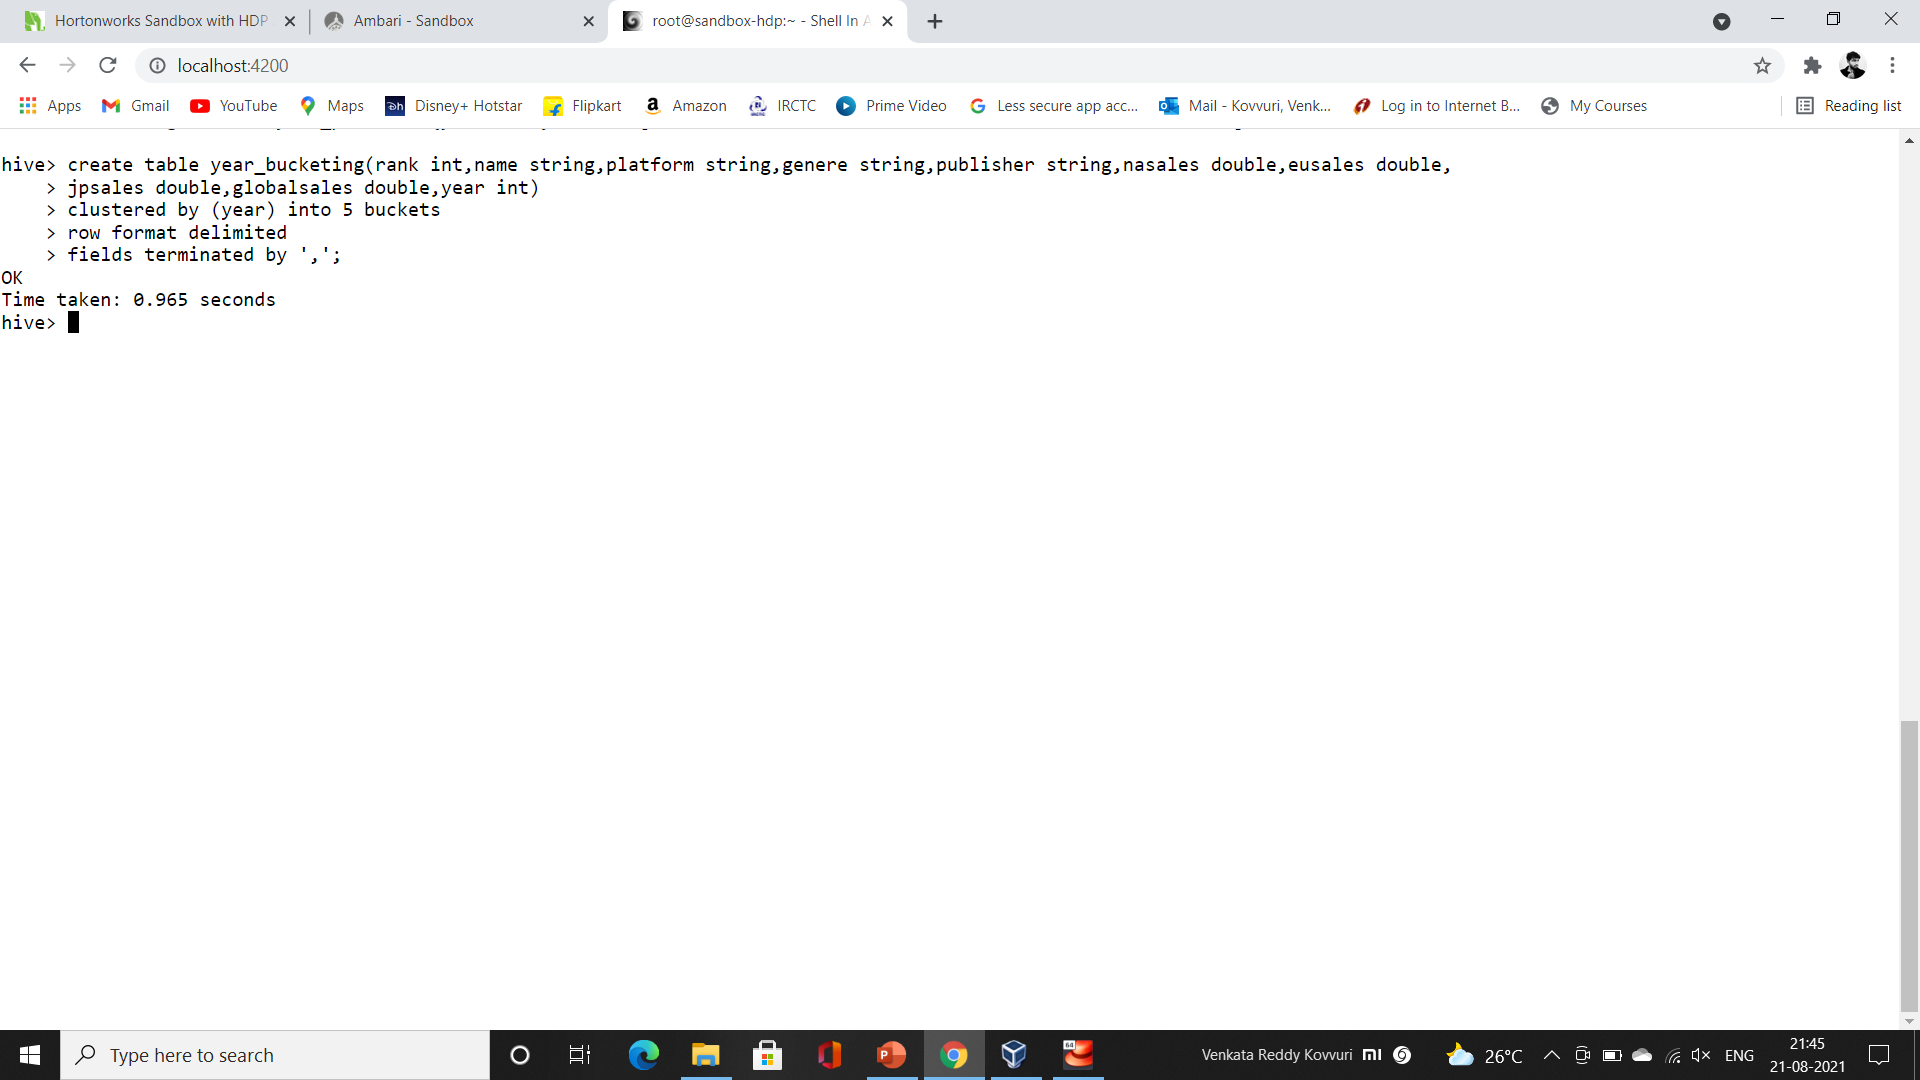 Hortonworks Sandbox with HDP
Ambari - Sandbox
root@sandbox-hdp:~ - Shell In A
localhost:4200
Apps
Gmail
YouTube
Maps
Disney+ Hotstar
Flipkart
Amazon
IRCTC
Prime Video
Less secure app acc...
Mail - Kovvuri, Venk...
Log in to Internet B...
My Courses
Reading list
hive> create table year_bucketing(rank int,name string,platform string,genere string,publisher string,nasales double,eusales double,
> jpsales double,globalsales double,year int)
> clustered by (year) into 5 buckets
> row format delimited
> fields terminated by ',';
OK
Time taken: 0.965 seconds
hive>
Type here to search
Venkata Reddy Kovvuri
26°C
ENG
21:45
21-08-2021